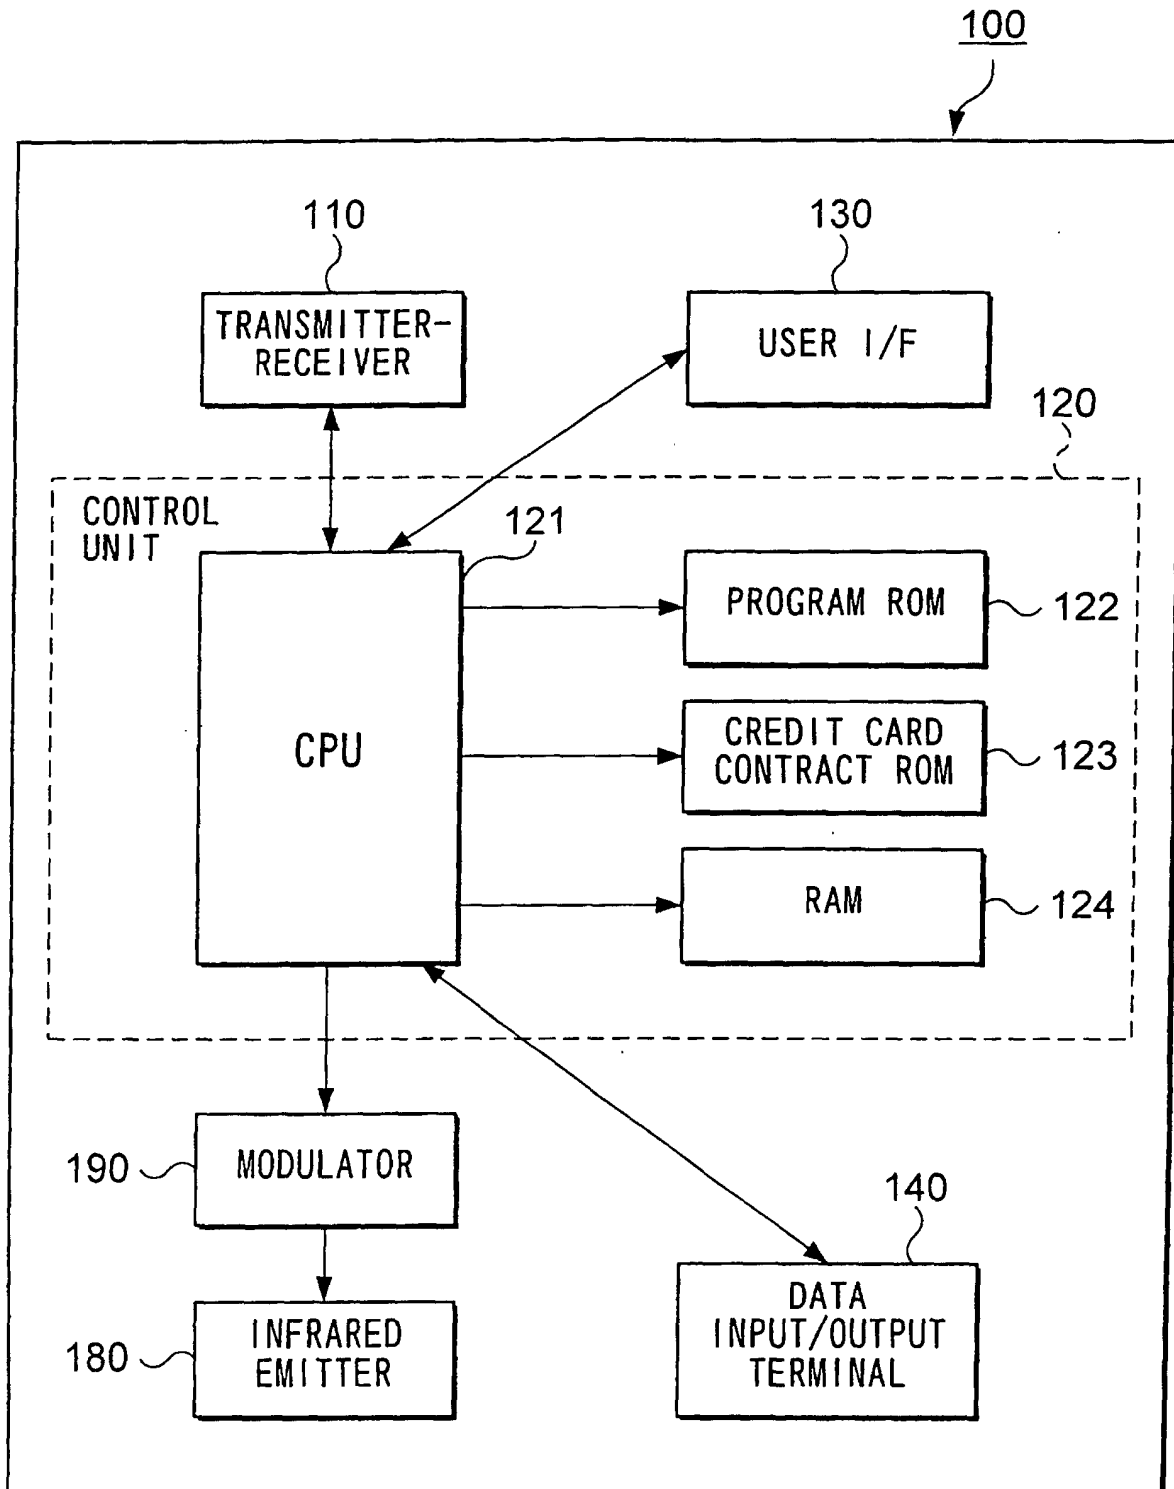 100
110
130
TRANSMITTER-
RECEIVER
USER I/F
120
CONTROL
UNIT
121
PROGRAM ROM
122
CPU
CREDIT CARD
CONTRACT ROM
123
RAM
124
190
MODULATOR
140
180
INFRARED
EMITTER
DATA
INPUT/OUTPUT
TERMINAL